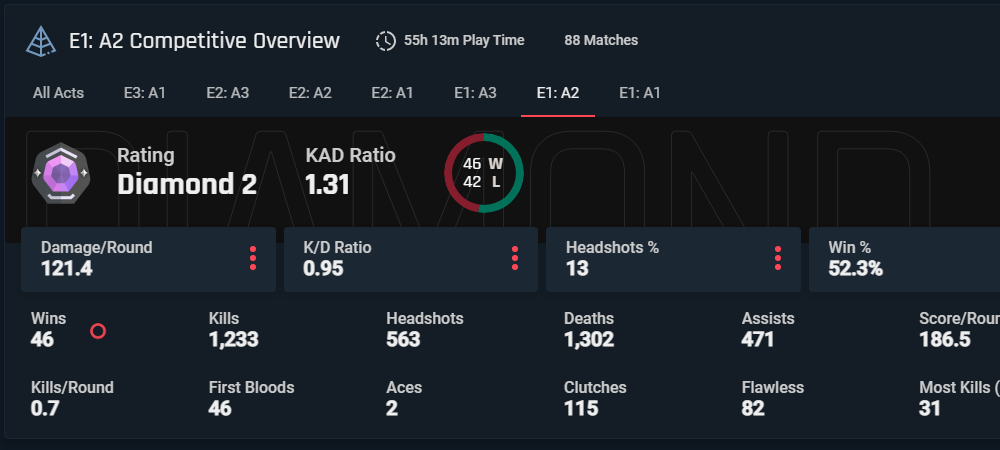 E1: A2 Competitive Overview 55h 13m Play Time 88 Matches
All Acts E3: A1 E2: A3 E2: A2 E2: A1 E1: A3 E1: A2 E1: A1
DIAMOND
Rating KAD Ratio
Diamond 2 1.31
46 W
42 L
Damage/Round K/D Ratio Headshots % Win %
121.4 0.95 13 52.3%
Wins Kills Headshots Deaths Assists Score/Roun
46 1,233 563 1,302 471 186.5
Kills/Round First Bloods Aces Clutches Flawless Most Kills (
0.7 46 2 115 82 31